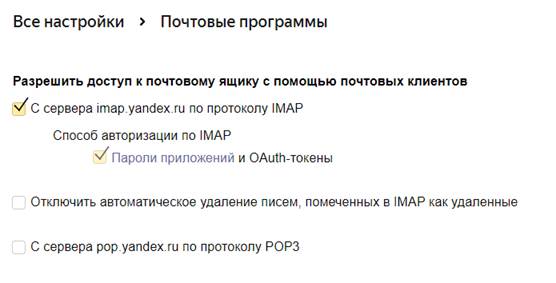 Все настройки > Почтовые программы
Разрешить доступ к почтовому ящику с помощью почтовых клиентов
С сервера imap.yandex.ru по протоколу IMAP
Способ авторизации по IMAP
Пароли приложений и OAuth-токены
Отключить автоматическое удаление писем, помеченных в IMAP как удаленные
С сервера pop.yandex.ru по протоколу POP3